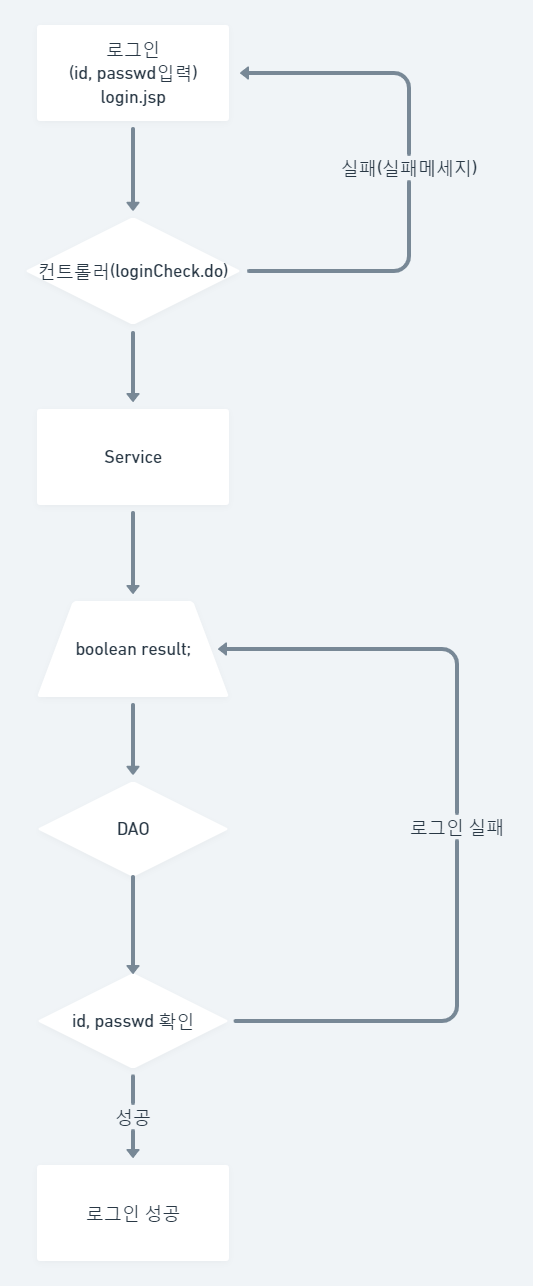 로그인
(id, passwd입력)
login.jsp
실패(실패메세지)
컨트롤러(loginCheck.do)
Service
boolean result;
DAO
로그인 실패
id, passwd 확인
성공
로그인 성공